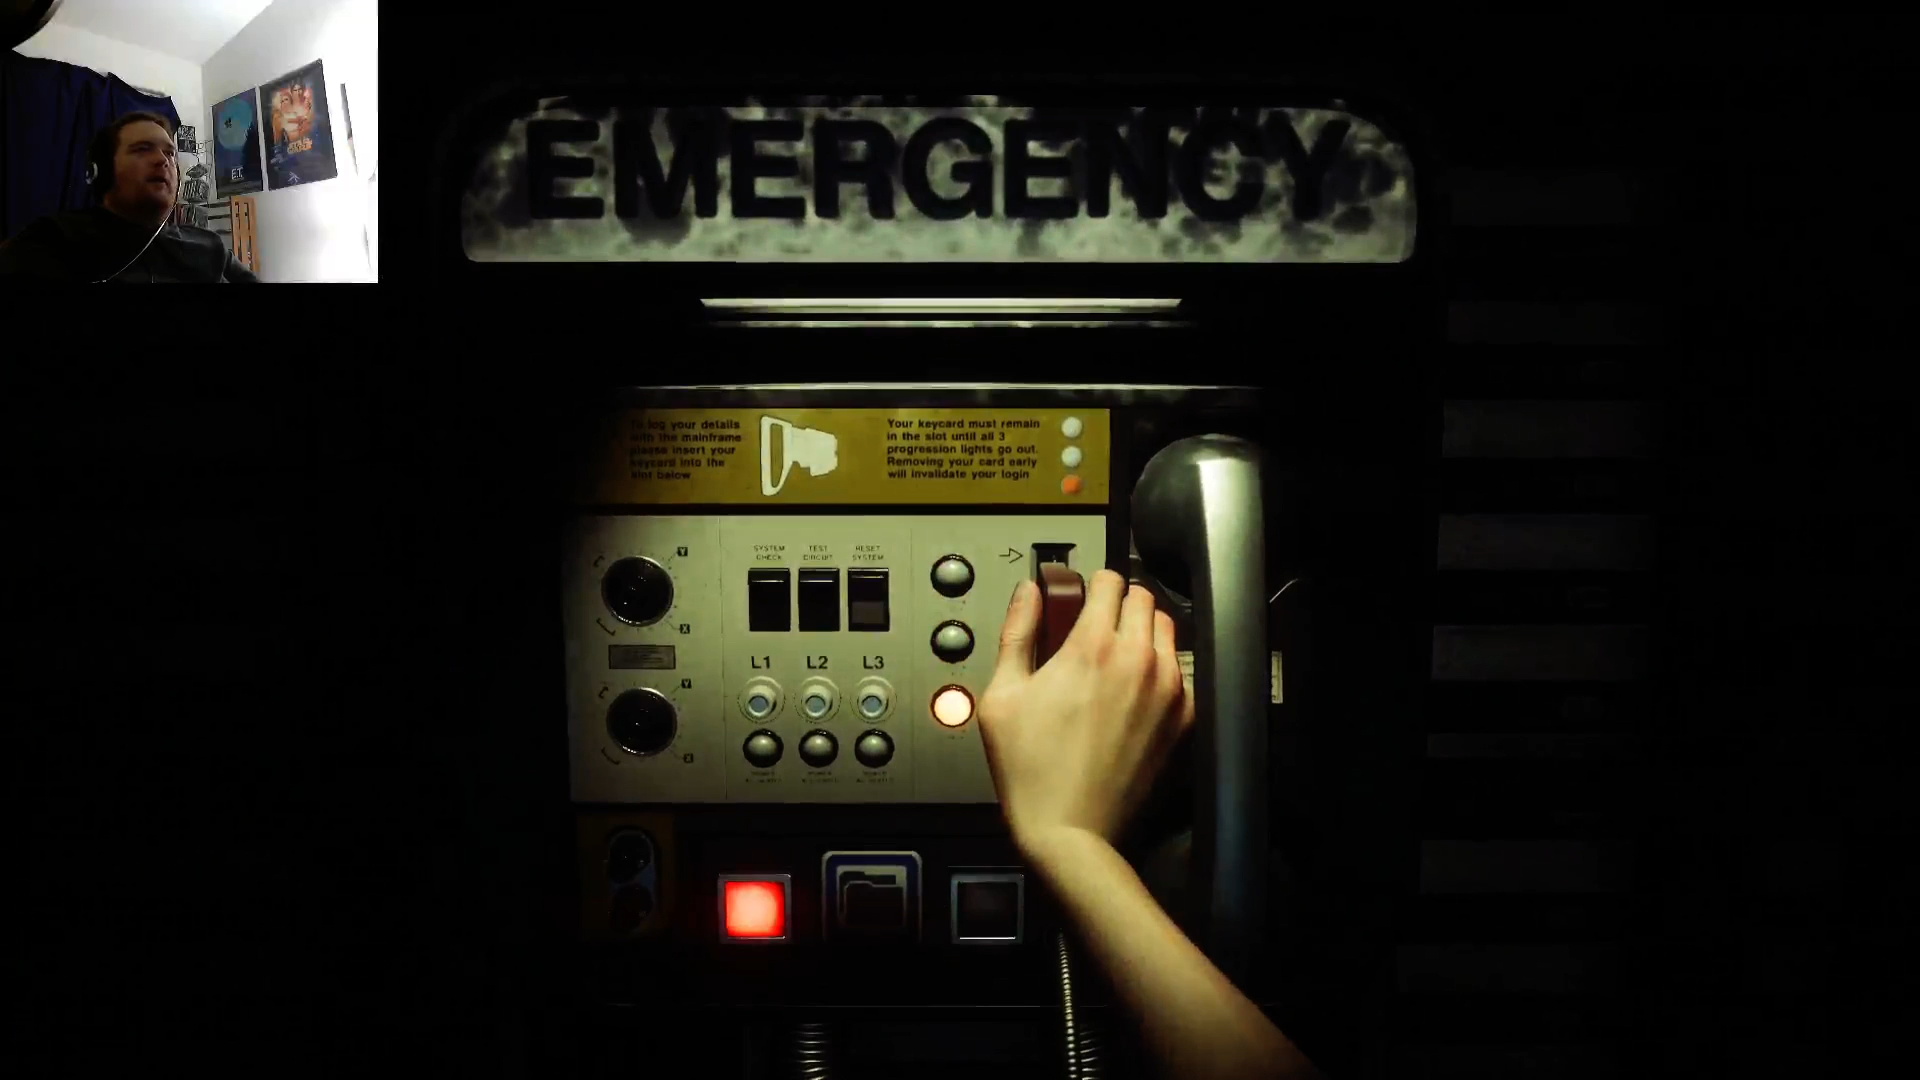 EMERGENCY
To log your details
with the mainframe
please insert your
keycard into the
slot below
Your keycard must remain
in the slot until all 3
progression lights go out.
Removing your card early
will invalidate your login
SYSTEM
CHECK
TEST
CIRCUIT
RESET
SYSTEM
Y
X
Y
X
L1
L2
L3
E.T.
STAR WARS